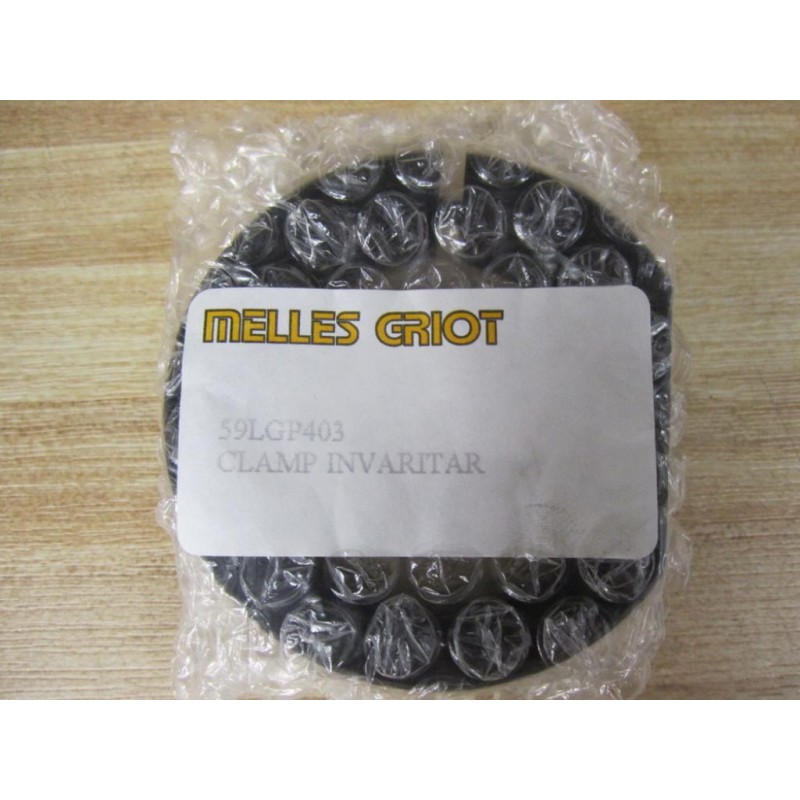 MELLES GRIOT
59LGP403
CLAMP INVARITAR